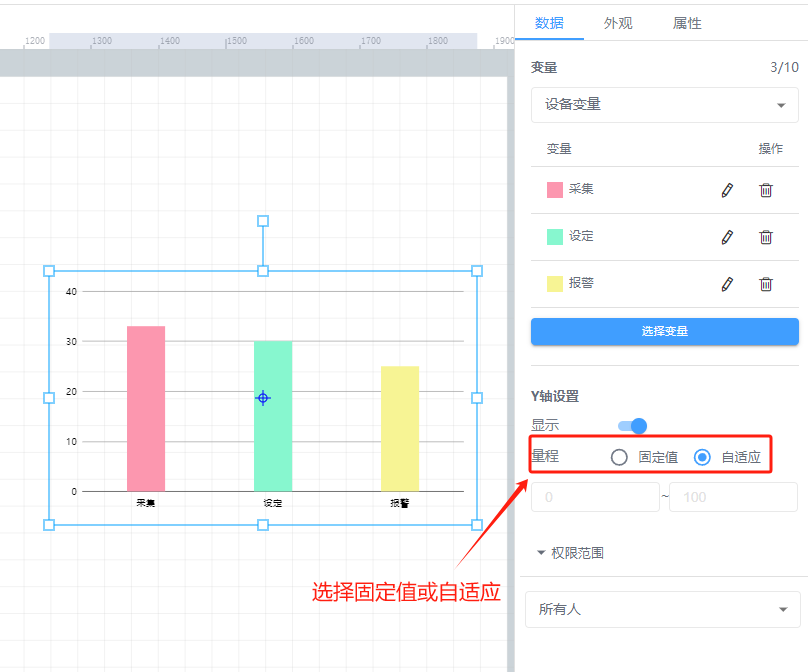 1200 1300 1400 1500 1600 1700 1800 1900
数据 外观 属性
变量 3/10
设备变量
变量 操作
采集
设定
报警
选择变量
Y轴设置
显示
量程 固定值 自适应
0 ~ 100
权限范围
所有人
40
30
20
10
0
采集 设定 报警
选择固定值或自适应